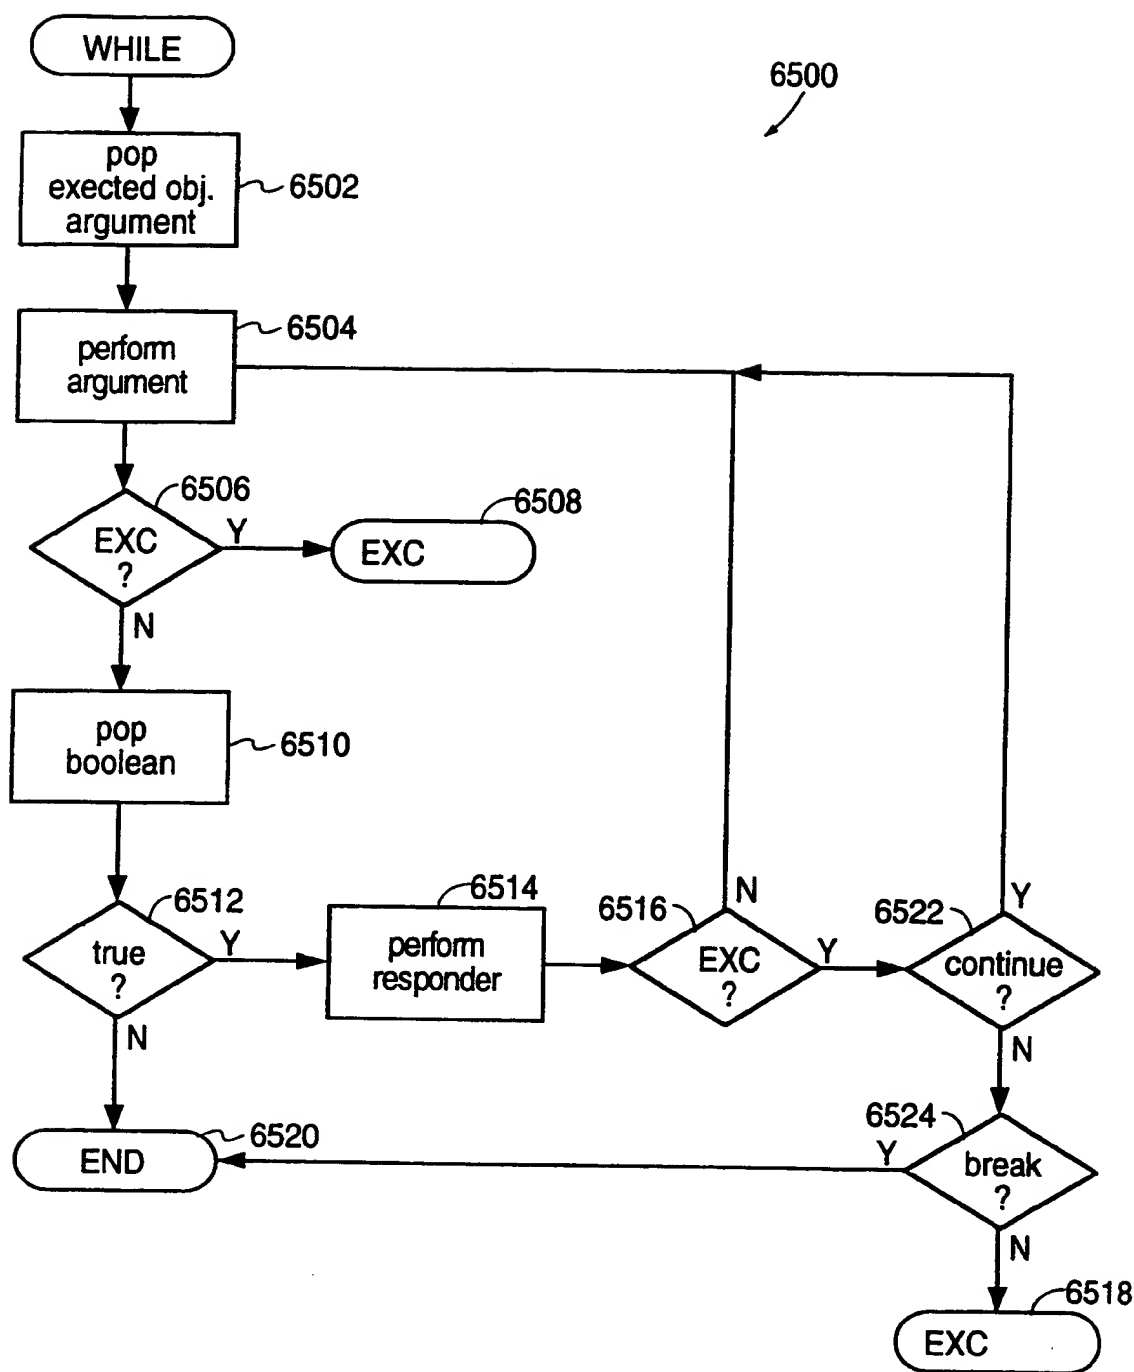 WHILE
6500
pop
exected obj.
argument
6502
perform
argument
6504
EXC
?
6506
Y
EXC
6508
N
pop
boolean
6510
true
?
6512
Y
N
perform
responder
6514
EXC
?
6516
N
Y
continue
?
6522
Y
N
END
6520
break
?
6524
Y
N
EXC
6518